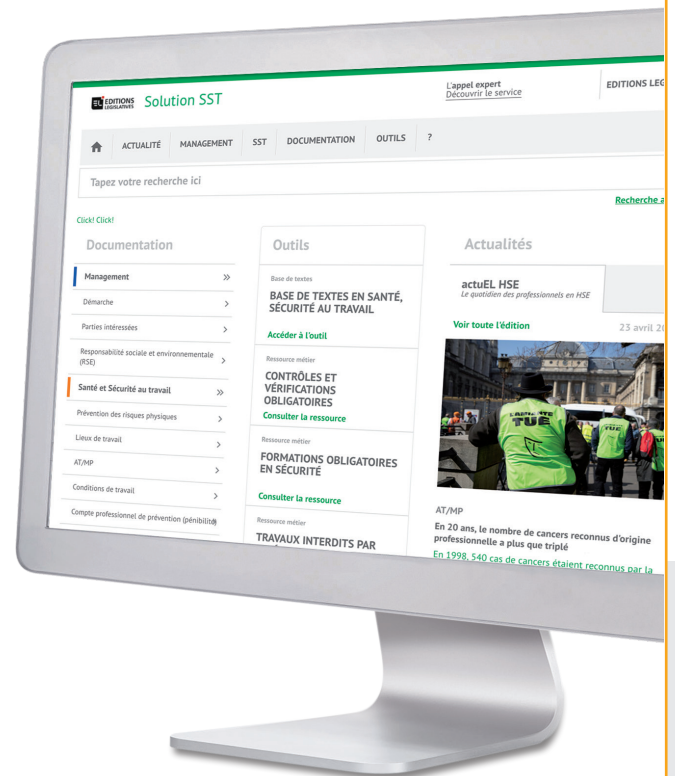 EL EDITIONS
LEGISLATIVES
Solution SST
L'appel expert
Découvrir le service
EDITIONS LEG
ACTUALITÉ MANAGEMENT SST DOCUMENTATION OUTILS ?
Tapez votre recherche ici
Recherche a
Click! Click!
Documentation
Management
Démarche
Parties intéressées
Responsabilité sociale et environnementale
(RSE)
Santé et Sécurité au travail
Prévention des risques physiques
Lieux de travail
AT/MP
Conditions de travail
Compte professionnel de prévention (pénibilité)
Outils
Base de textes
BASE DE TEXTES EN SANTÉ,
SÉCURITÉ AU TRAVAIL
Accéder à l'outil
Ressource métier
CONTRÔLES ET
VÉRIFICATIONS
OBLIGATOIRES
Consulter la ressource
Ressource métier
FORMATIONS OBLIGATOIRES
EN SÉCURITÉ
Consulter la ressource
Ressource métier
TRAVAUX INTERDITS PAR
Actualités
actuEL HSE
Le quotidien des professionnels en HSE
Voir toute l'édition
23 avril 20
L'AMIANTE
TUE
AT/MP
En 20 ans, le nombre de cancers reconnus d'origine
professionnelle a plus que triplé
En 1998, 540 cas de cancers étaient reconnus par la